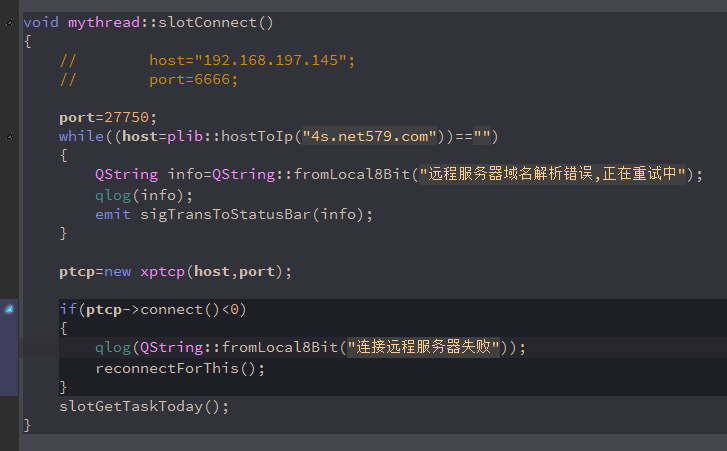 void mythread::slotConnect()
{
//        host="192.168.197.145";
//        port=6666;
port=27750;
while((host=plib::hostToIp("4s.net579.com"))=="")
{
QString info=QString::fromLocal8Bit("远程服务器域名解析错误,正在重试中");
qlog(info);
emit sigTransToStatusBar(info);
}
ptcp=new xptcp(host,port);
if(ptcp->connect()<0)
{
qlog(QString::fromLocal8Bit("连接远程服务器失败"));
reconnectForThis();
}
slotGetTaskToday();
}